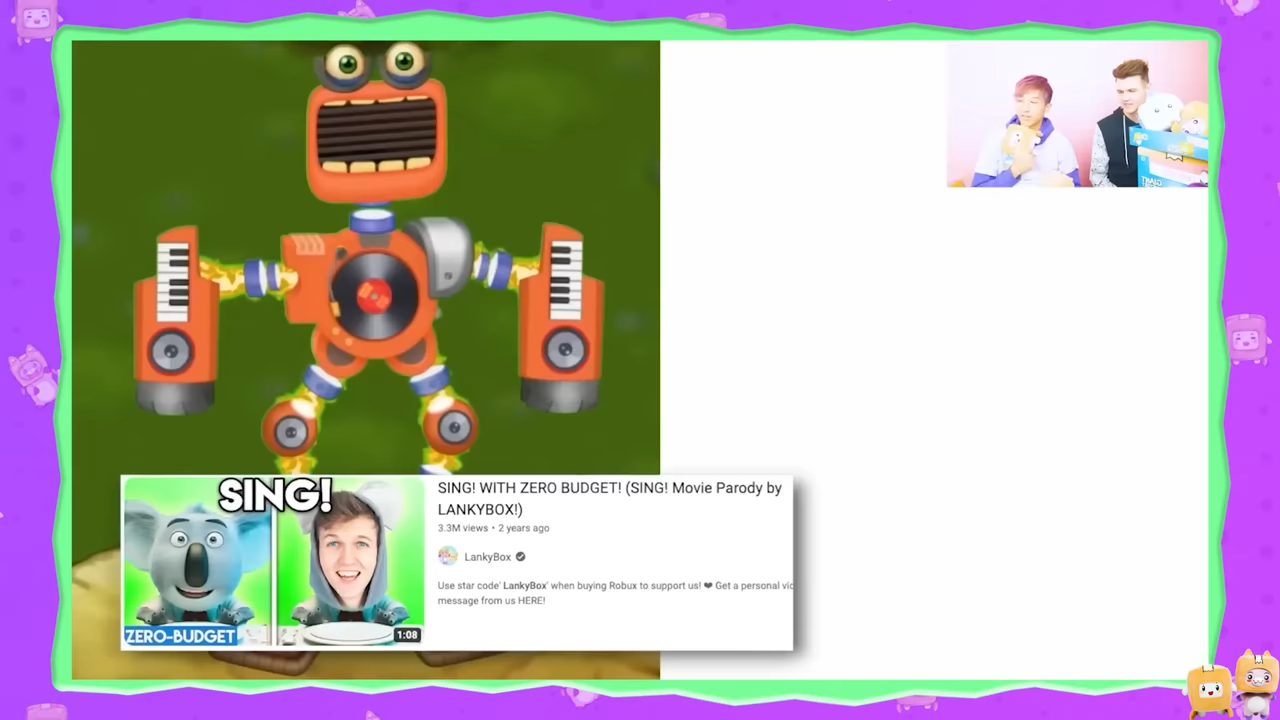 SING!
ZERO-BUDGET
1:08
SING! WITH ZERO BUDGET! (SING! Movie Parody by
LANKYBOX!)
3.3M views • 2 years ago
LankyBox
Use star code' LankyBox' when buying Robux to support us! ❤ Get a personal vid
message from us HERE!